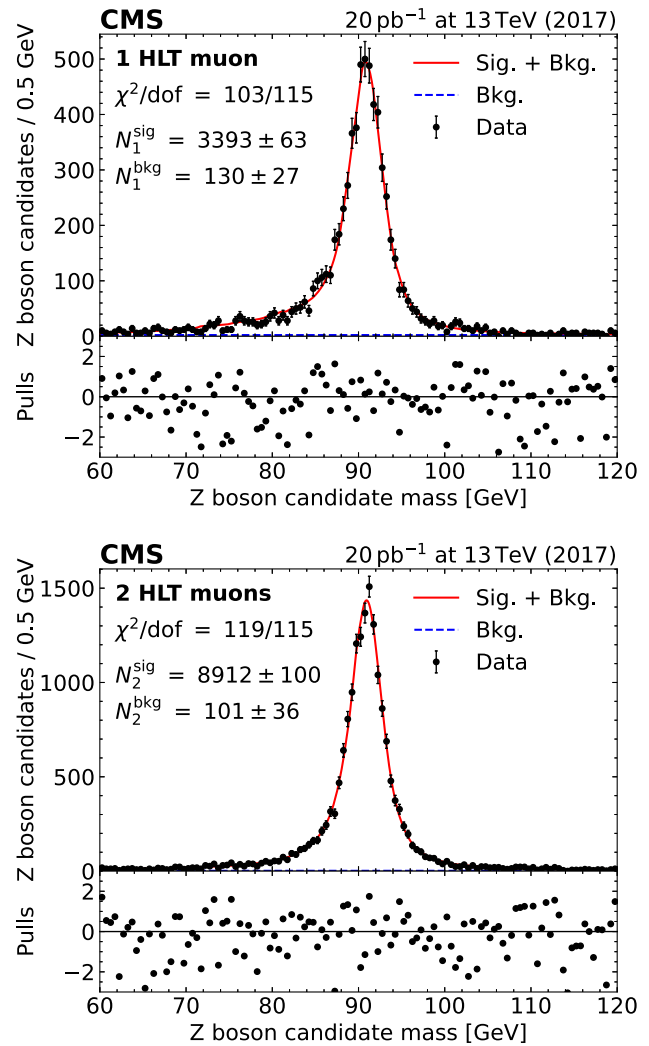 CMS 20 pb⁻¹ at 13 TeV (2017)
1 HLT muon
χ²/dof = 103/115
N₁^sig = 3393 ± 63
N₁^bkg = 130 ± 27
Sig. + Bkg.
Bkg.
Data
Z boson candidates / 0.5 GeV
500
400
300
200
100
0
Pulls
2
0
−2
60 70 80 90 100 110 120
Z boson candidate mass [GeV]
CMS 20 pb⁻¹ at 13 TeV (2017)
2 HLT muons
χ²/dof = 119/115
N₂^sig = 8912 ± 100
N₂^bkg = 101 ± 36
Sig. + Bkg.
Bkg.
Data
Z boson candidates / 0.5 GeV
1500
1000
500
0
Pulls
2
0
−2
60 70 80 90 100 110 120
Z boson candidate mass [GeV]